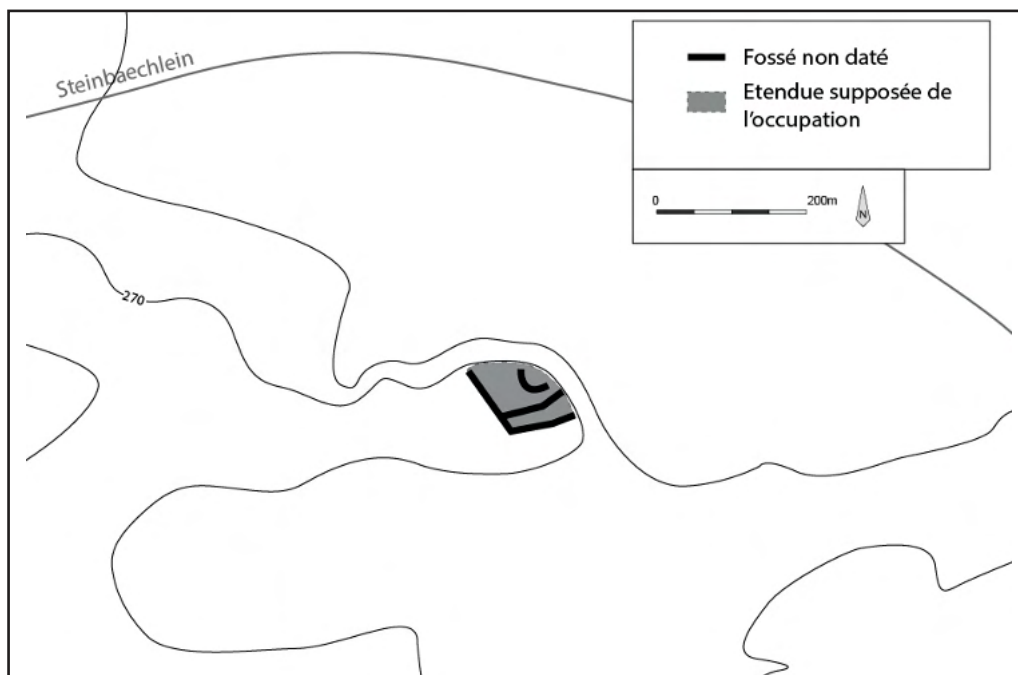 Steinbaechlein
Fossé non daté
Etendue supposée de
l'occupation
0 200m
N
270